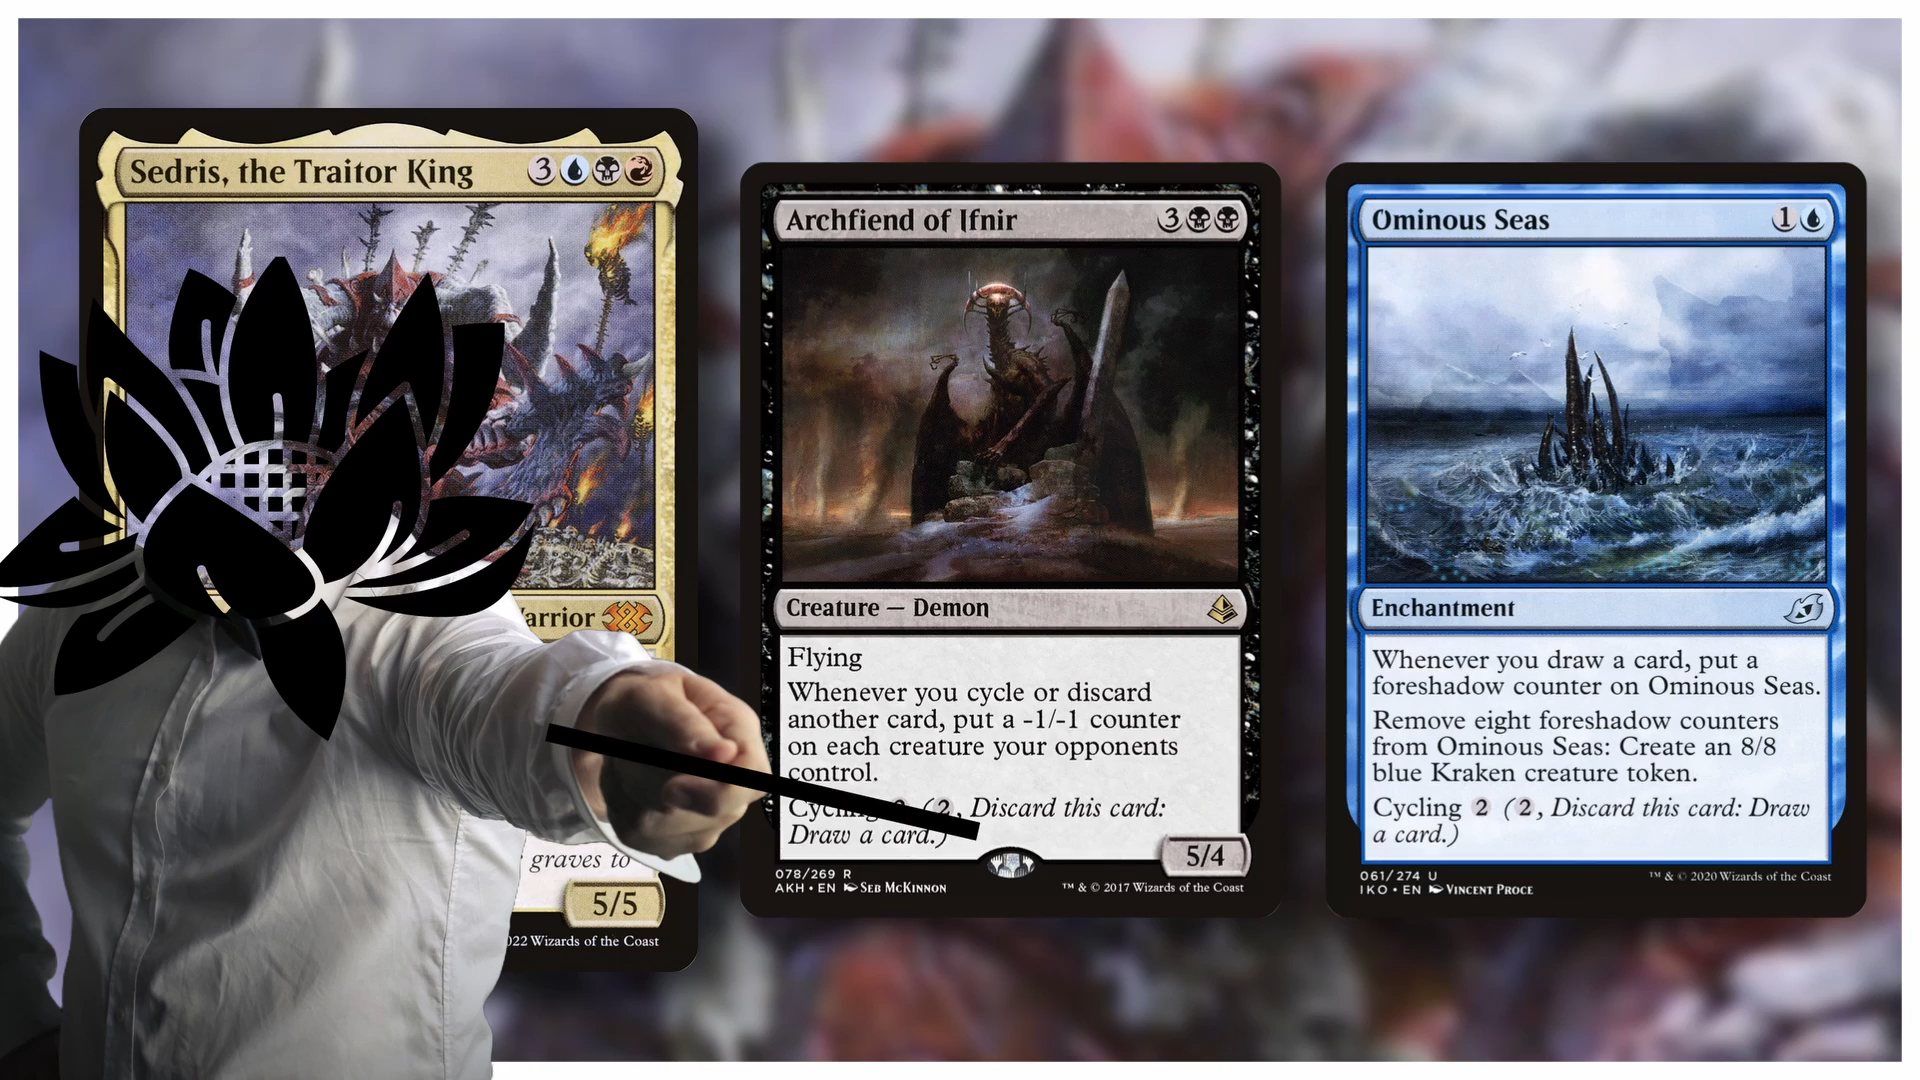 Sedris, the Traitor King 3
graves to
5/5
Wizards of the Coast
Archfiend of Ifnir 3
Creature — Demon
Flying
Whenever you cycle or discard
another card, put a -1/-1 counter
on each creature your opponents
control.
Cycling 2 (2, Discard this card:
Draw a card.)
5/4
078/269 R
AKH • EN Seb McKinnon
™ & © 2017 Wizards of the Coast
Ominous Seas 1
Enchantment
Whenever you draw a card, put a
foreshadow counter on Ominous Seas.
Remove eight foreshadow counters
from Ominous Seas: Create an 8/8
blue Kraken creature token.
Cycling 2 (2, Discard this card: Draw
a card.)
061/274 U
IKO • EN Vincent Proce
™ & © 2020 Wizards of the Coast